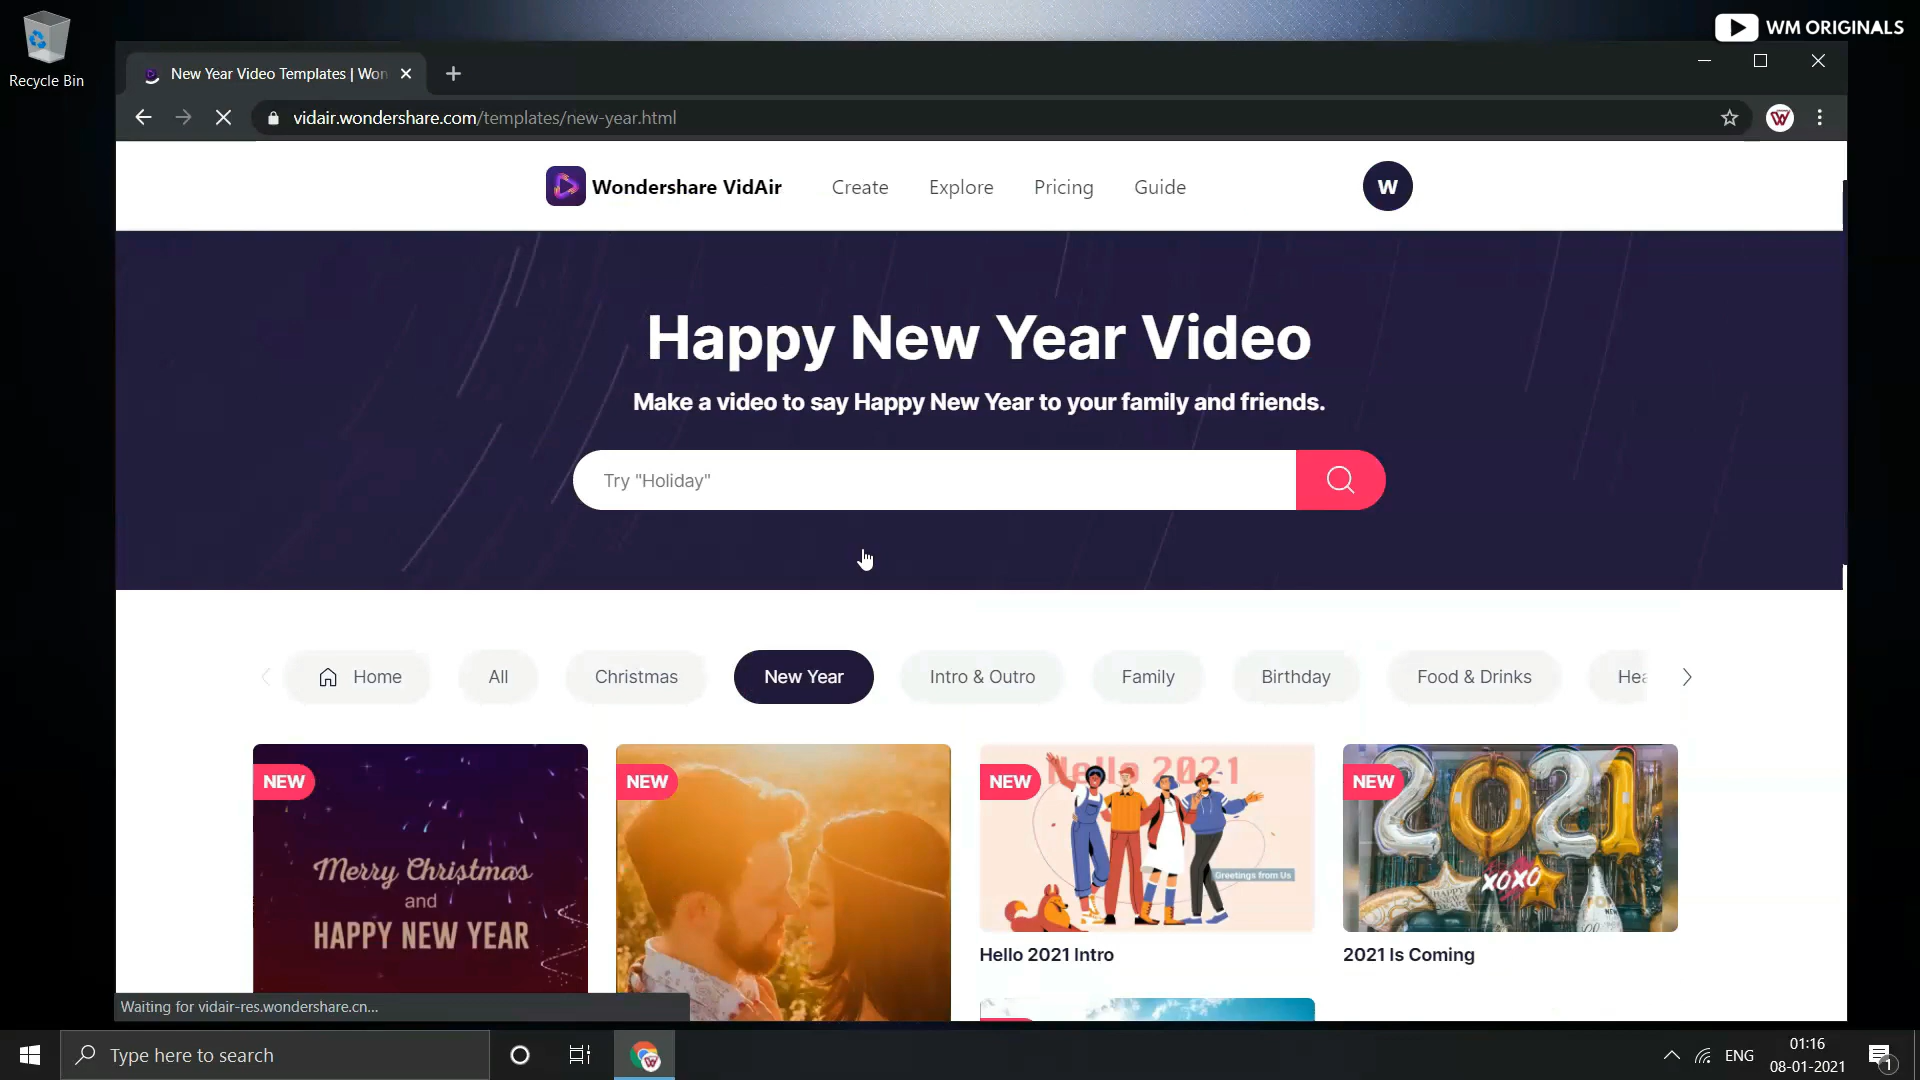 Recycle Bin
WM ORIGINALS
New Year Video Templates | Won
vidair.wondershare.com/templates/new-year.html
Wondershare VidAir
Create
Explore
Pricing
Guide
W
Happy New Year Video
Make a video to say Happy New Year to your family and friends.
Try "Holiday"
Home
All
Christmas
New Year
Intro & Outro
Family
Birthday
Food & Drinks
Hea
NEW
Merry Christmas
and
HAPPY NEW YEAR
NEW
NEW
Hello 2021
Greetings from Us
Hello 2021 Intro
NEW
2021
XOXO
2021 Is Coming
Waiting for vidair-res.wondershare.cn...
Type here to search
ENG
01:16
08-01-2021
1